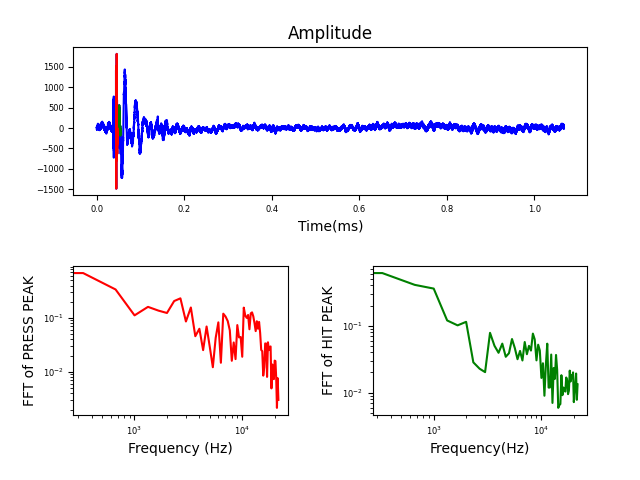 Amplitude
1500
1000
500
0
−500
−1000
−1500
0.0 0.2 0.4 0.6 0.8 1.0
Time(ms)
FFT of PRESS PEAK
10⁻¹
10⁻²
10³ 10⁴
Frequency (Hz)
FFT of HIT PEAK
10⁻¹
10⁻²
10³ 10⁴
Frequency(Hz)